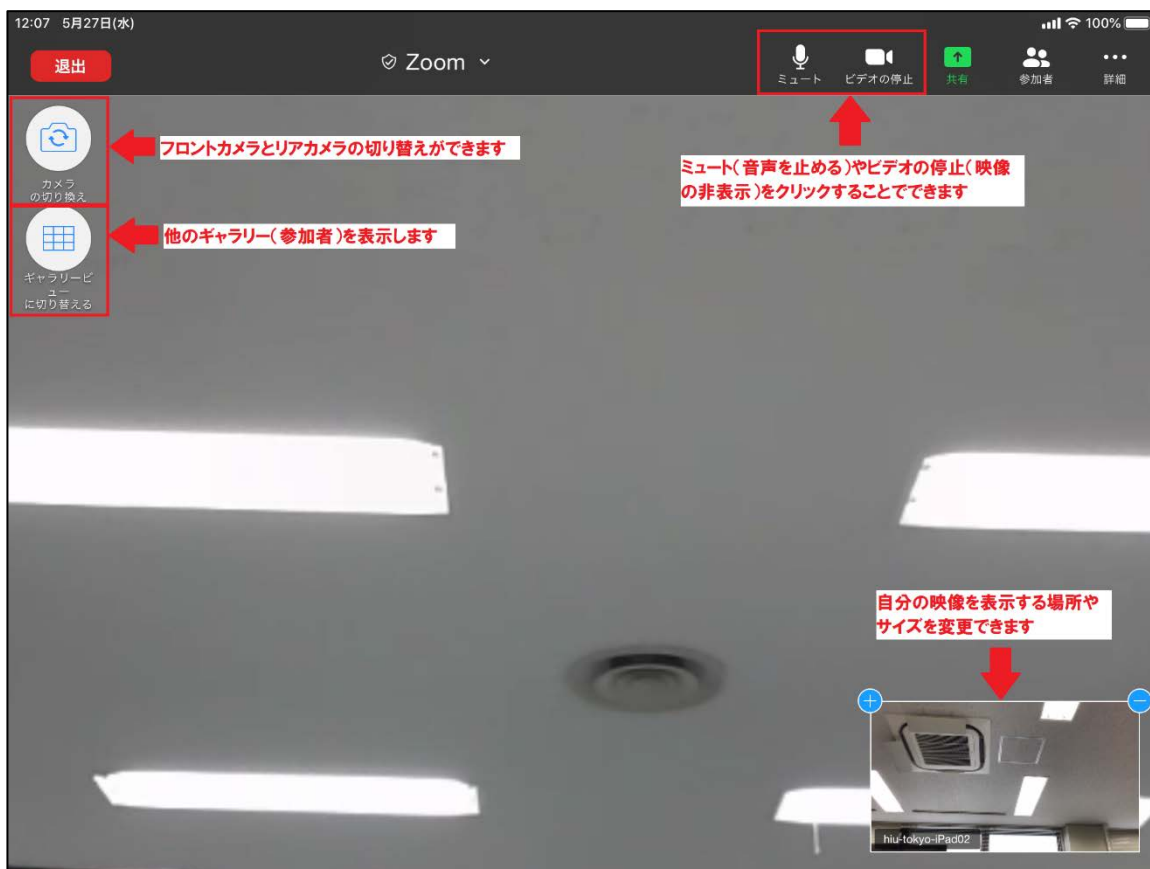 12:07 5月27日(水)
100%
退出
Zoom
ミュート
ビデオの停止
共有
参加者
詳細
カメラ
の切り換え
フロントカメラとリアカメラの切り替えができます
ミュート(音声を止める)やビデオの停止(映像
の非表示)をクリックすることでできます
ギャラリービ
ュー
に切り替える
他のギャラリー(参加者)を表示します
自分の映像を表示する場所や
サイズを変更できます
hiu-tokyo-iPad02